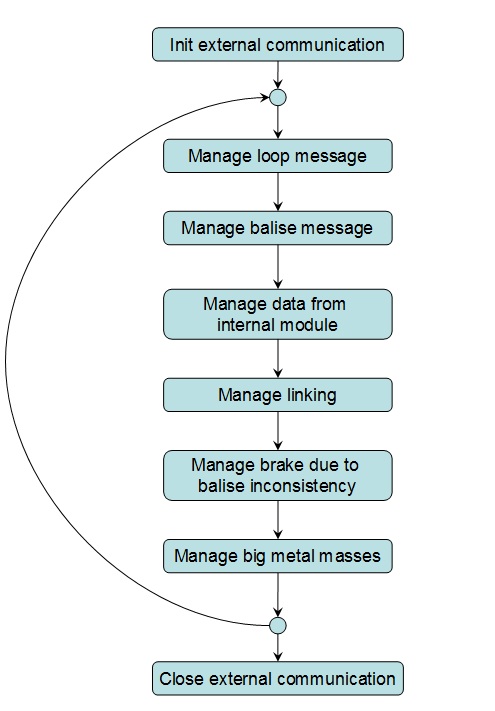 Init external communication
Manage loop message
Manage balise message
Manage data from
internal module
Manage linking
Manage brake due to
balise inconsistency
Manage big metal masses
Close external communication